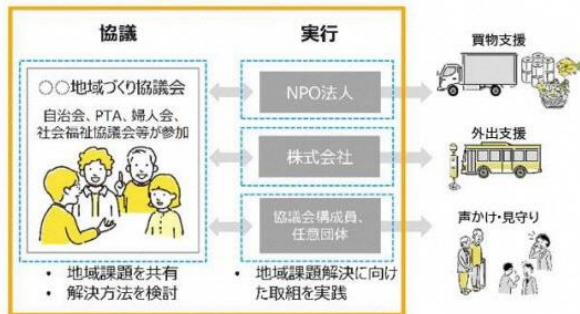 協議
実行
○○地域づくり協議会
自治会、PTA、婦人会、
社会福祉協議会等が参加
NPO法人
株式会社
協議会構成員、
任意団体
• 地域課題を共有
• 解決方法を検討
• 地域課題解決に向け
た取組を実践
買物支援
外出支援
声かけ・見守り